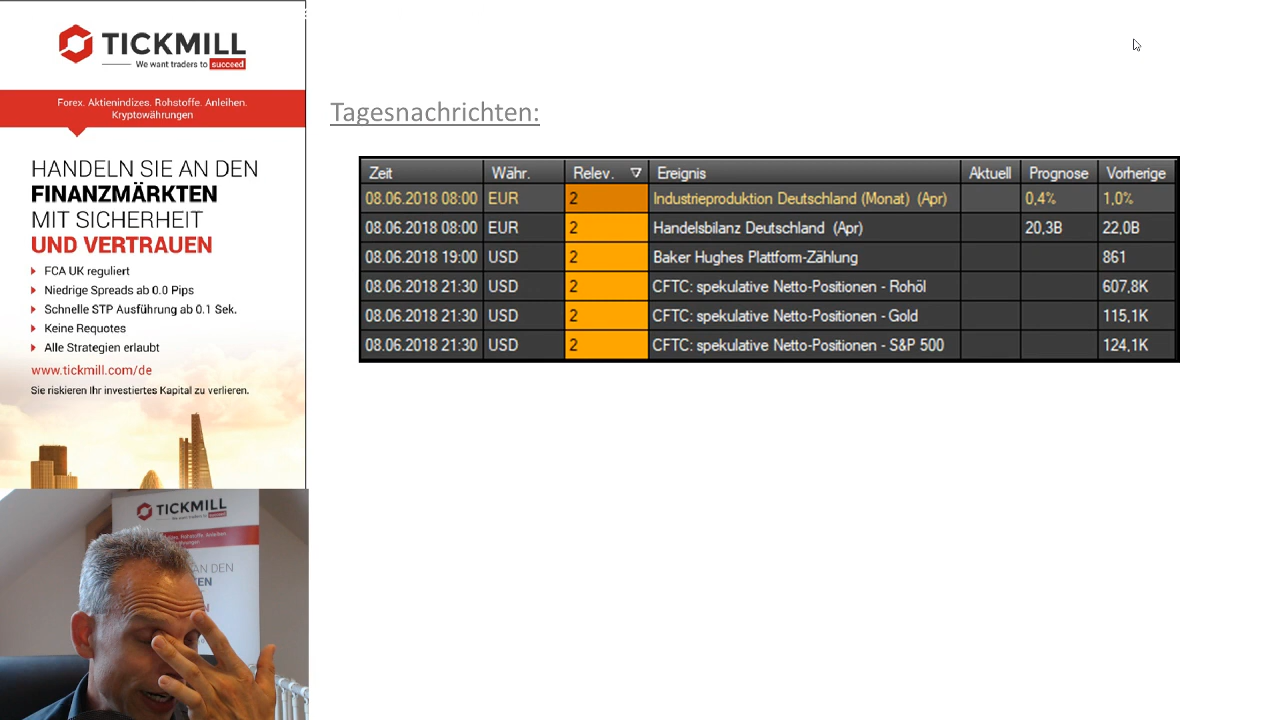 TICKMILL
We want traders to succeed
Forex. Aktienindizes. Rohstoffe. Anleihen.
Kryptowährungen
HANDELN SIE AN DEN
FINANZMÄRKTEN
MIT SICHERHEIT
UND VERTRAUEN
FCA UK reguliert
Niedrige Spreads ab 0.0 Pips
Schnelle STP Ausführung ab 0.1 Sek.
Keine Requotes
Alle Strategien erlaubt
www.tickmill.com/de
Sie riskieren Ihr investiertes Kapital zu verlieren.
Tagesnachrichten:
Zeit Währ. Relev. Ereignis Aktuell Prognose Vorherige
08.06.2018 08:00 EUR 2 Industrieproduktion Deutschland (Monat) (Apr) 0,4% 1,0%
08.06.2018 08:00 EUR 2 Handelsbilanz Deutschland (Apr) 20,3B 22,0B
08.06.2018 19:00 USD 2 Baker Hughes Plattform-Zählung 861
08.06.2018 21:30 USD 2 CFTC: spekulative Netto-Positionen - Rohöl 607,8K
08.06.2018 21:30 USD 2 CFTC: spekulative Netto-Positionen - Gold 115,1K
08.06.2018 21:30 USD 2 CFTC: spekulative Netto-Positionen - S&P 500 124,1K
TICKMILL
We want traders to succeed
AN DEN